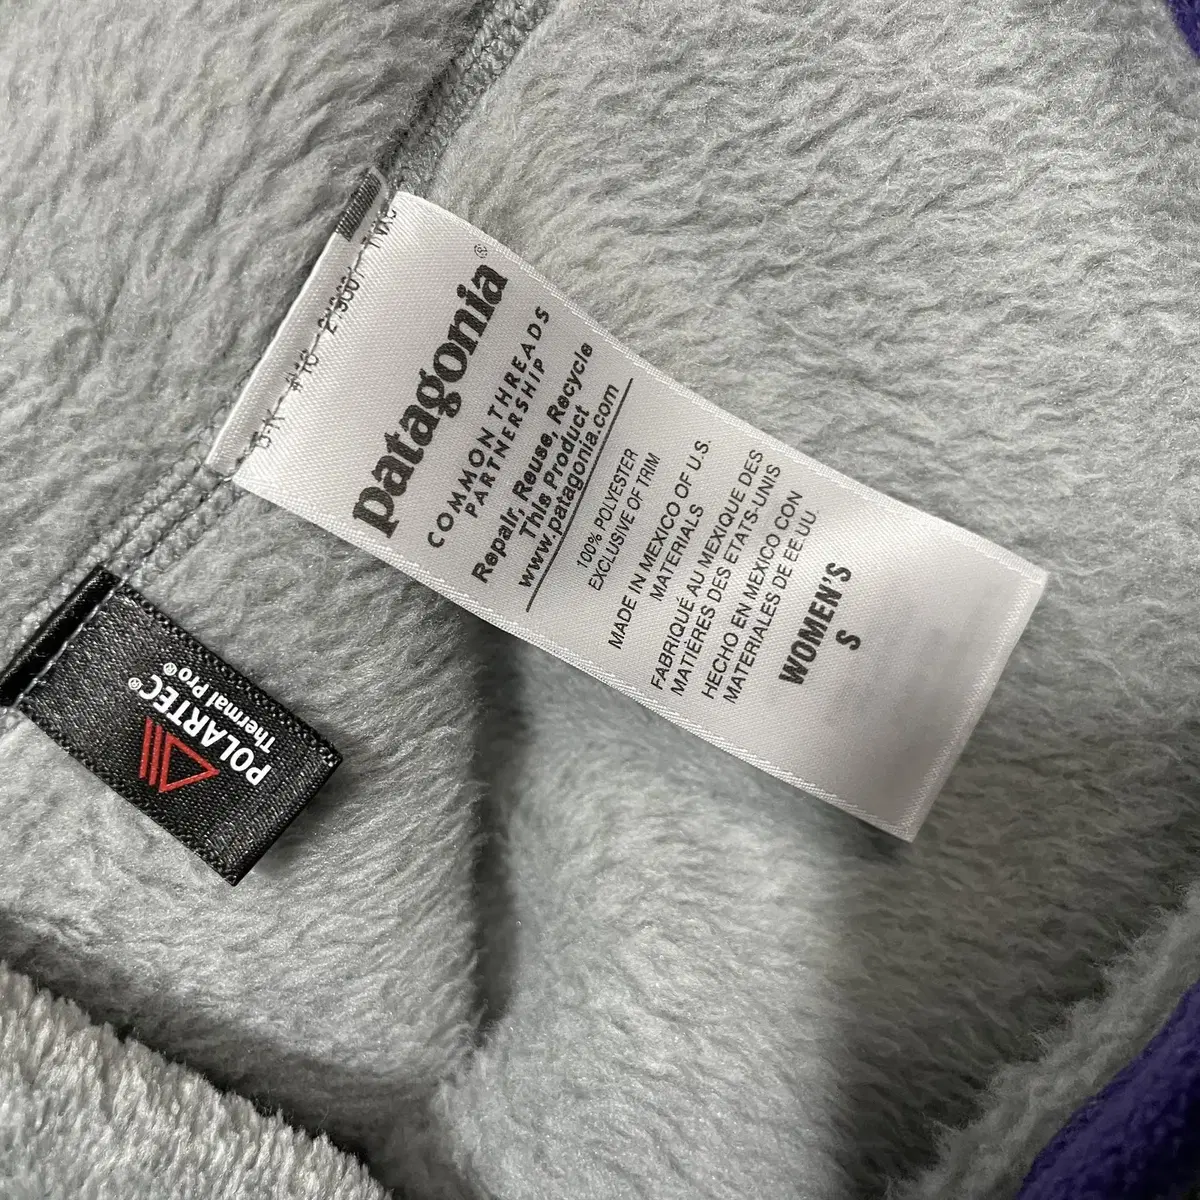 patagonia®
COMMON THREADS
PARTNERSHIP
Repair, Reuse, Recycle
This Product
www.patagonia.com
100% POLYESTER
EXCLUSIVE OF TRIM
MADE IN MEXICO OF U.S.
MATERIALS
FABRIQUÉ AU MEXIQUE DES
MATIÈRES DES ETATS-UNIS
HECHO EN MEXICO CON
MATERIALES DE EE.UU.
WOMEN'S
S
POLARTEC®
Thermal Pro®